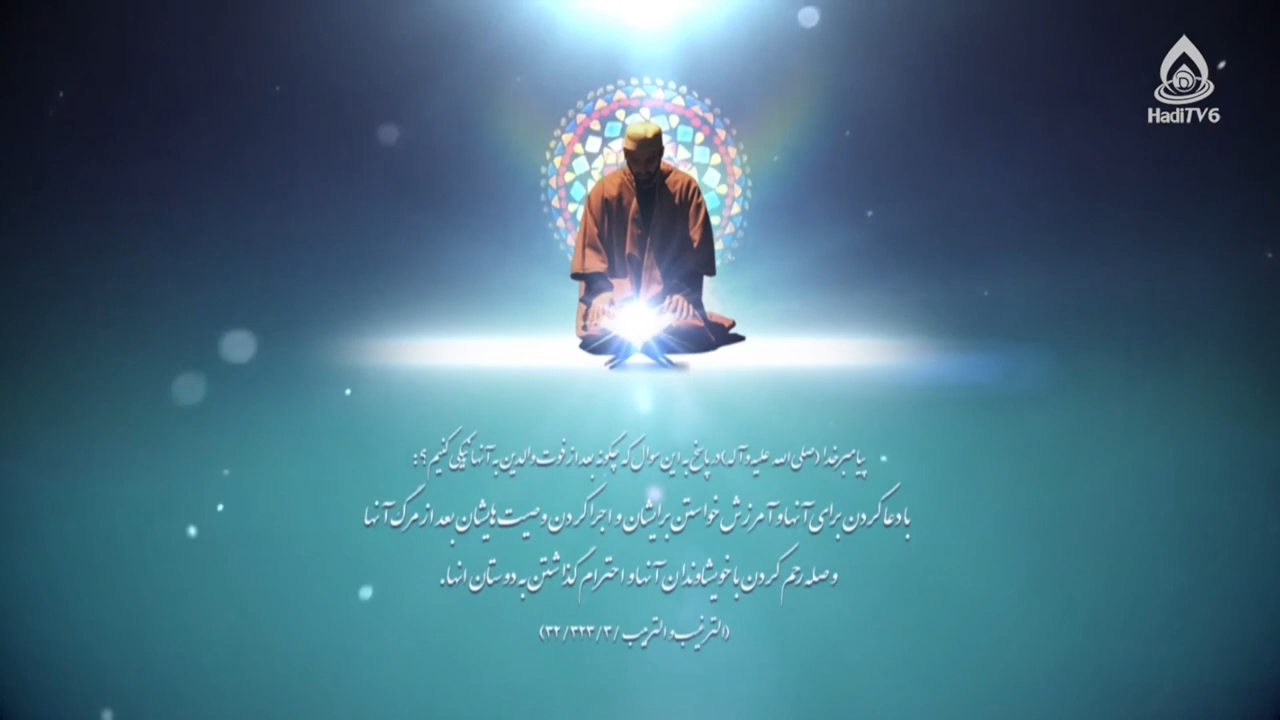 HadiTV6
پیامبر خدا (صلی الله علیه و آله) در پاسخ به این سوال که چگونه بعد از فوت والدین به آنها نیکی کنیم؟:
با دعا کردن برای آنها و آمرزش خواستن برایشان و اجرا کردن وصیت هایشان بعد از مرگ آنها
و صله رحم کردن با خویشاوندان آنها و احترام گذاشتن به دوستان انها.
(الترغیب و الترهیب /۳۲/۳۲۳/۳)